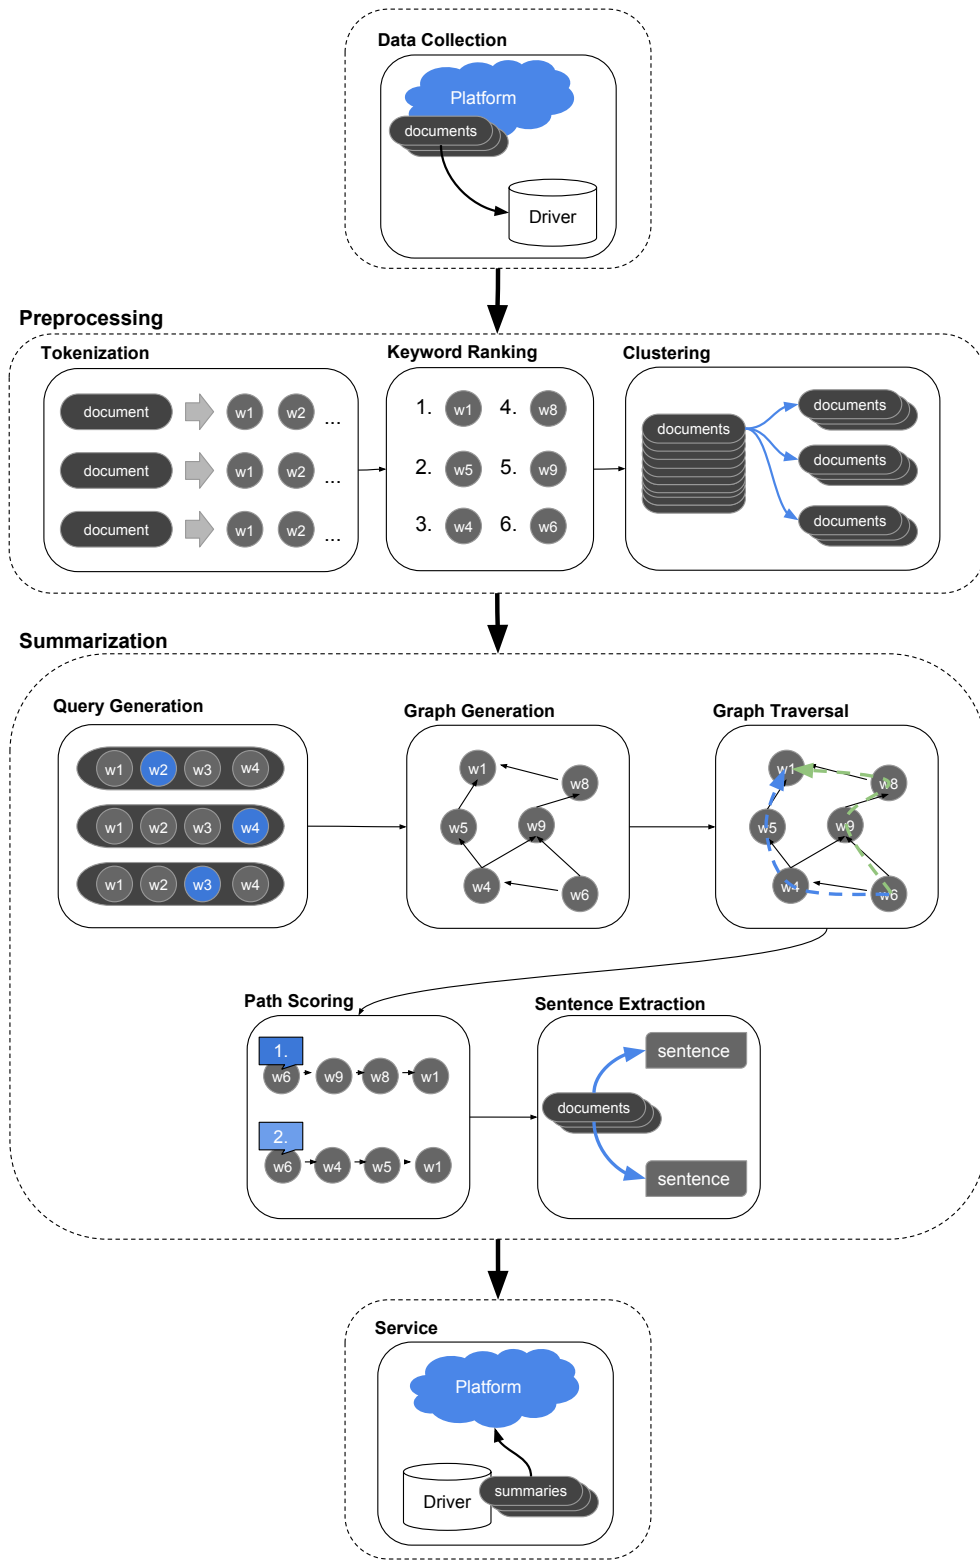 Data Collection
Platform
documents
Driver
Preprocessing
Tokenization
document w1 w2 ...
document w1 w2 ...
document w1 w2 ...
Keyword Ranking
1. w1 4. w8
2. w5 5. w9
3. w4 6. w6
Clustering
documents
documents
documents
documents
Summarization
Query Generation
w1 w2 w3 w4
w1 w2 w3 w4
w1 w2 w3 w4
Graph Generation
w1
w8
w5 w9
w4
w6
Graph Traversal
w1
w8
w5 w9
w4
w6
Path Scoring
1.
w6 w9 w8 w1
2.
w6 w4 w5 w1
Sentence Extraction
sentence
documents
sentence
Service
Platform
Driver
summaries